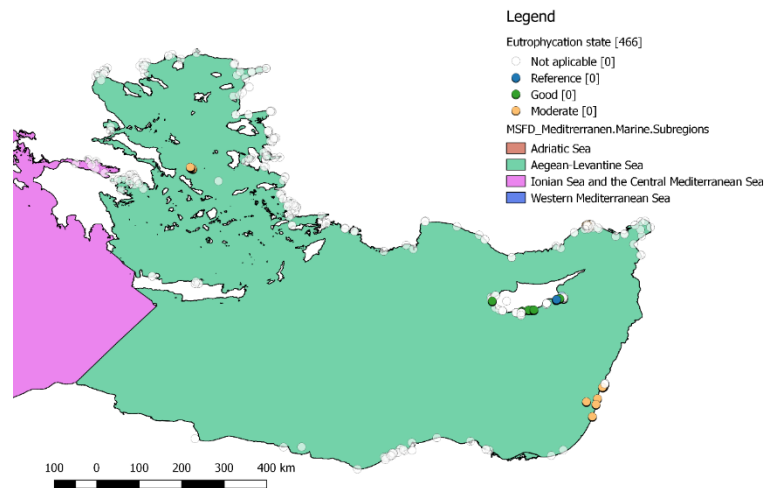 Legend
Eutrophycation state [466]
Not aplicable [0]
Reference [0]
Good [0]
Moderate [0]
MSFD_Meditrerranen.Marine.Subregions
Adriatic Sea
Aegean-Levantine Sea
Ionian Sea and the Central Mediterranean Sea
Western Mediterranean Sea
100 0 100 200 300 400 km